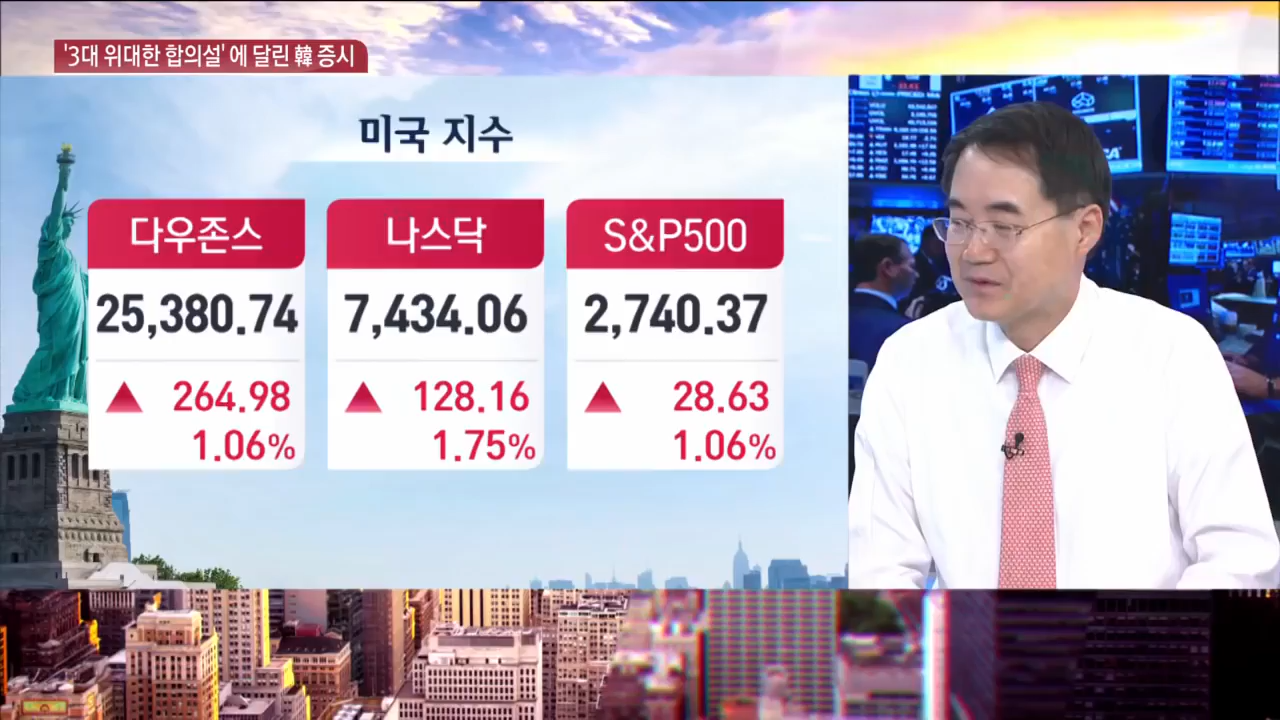 '3대 위대한 합의설' 에 달린 韓 증시
미국 지수
다우존스
25,380.74
▲ 264.98
1.06%
나스닥
7,434.06
▲ 128.16
1.75%
S&P500
2,740.37
▲ 28.63
1.06%